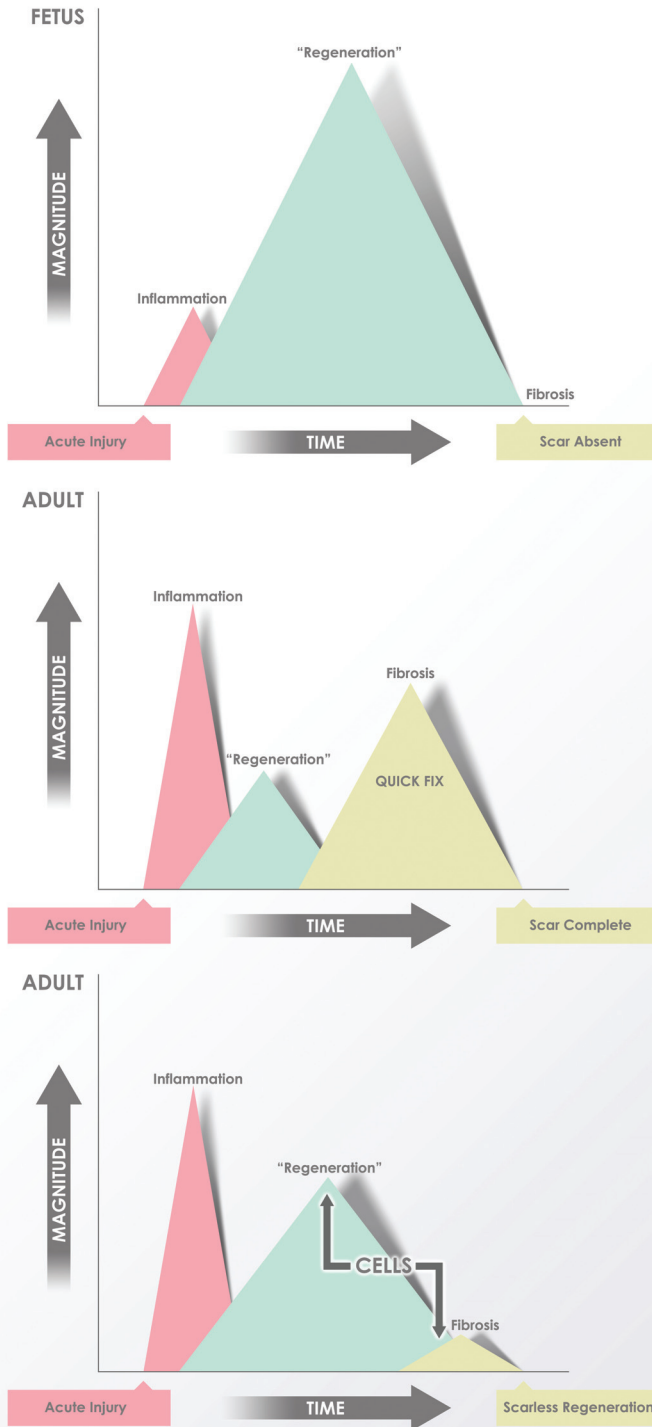 FETUS
“Regeneration”
MAGNITUDE
Inflammation
Fibrosis
Acute Injury
TIME
Scar Absent
ADULT
Inflammation
MAGNITUDE
Fibrosis
“Regeneration”
QUICK FIX
Acute Injury
TIME
Scar Complete
ADULT
Inflammation
MAGNITUDE
“Regeneration”
CELLS
Fibrosis
Acute Injury
TIME
Scarless Regeneration